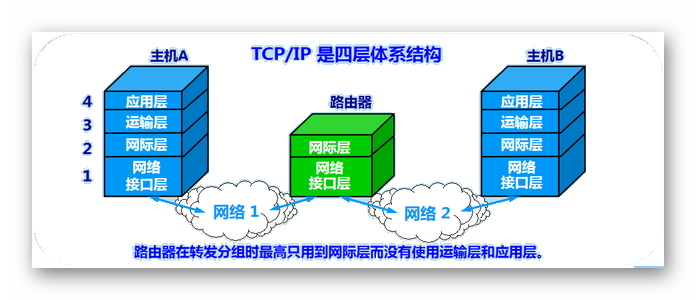 TCP/IP 是四层体系结构
主机A
主机B
路由器
4
应用层
3
运输层
2
网际层
1
网络
接口层
网际层
网络
接口层
应用层
运输层
网际层
网络
接口层
网络 1
网络 2
路由器在转发分组时最高只用到网际层而没有使用运输层和应用层。